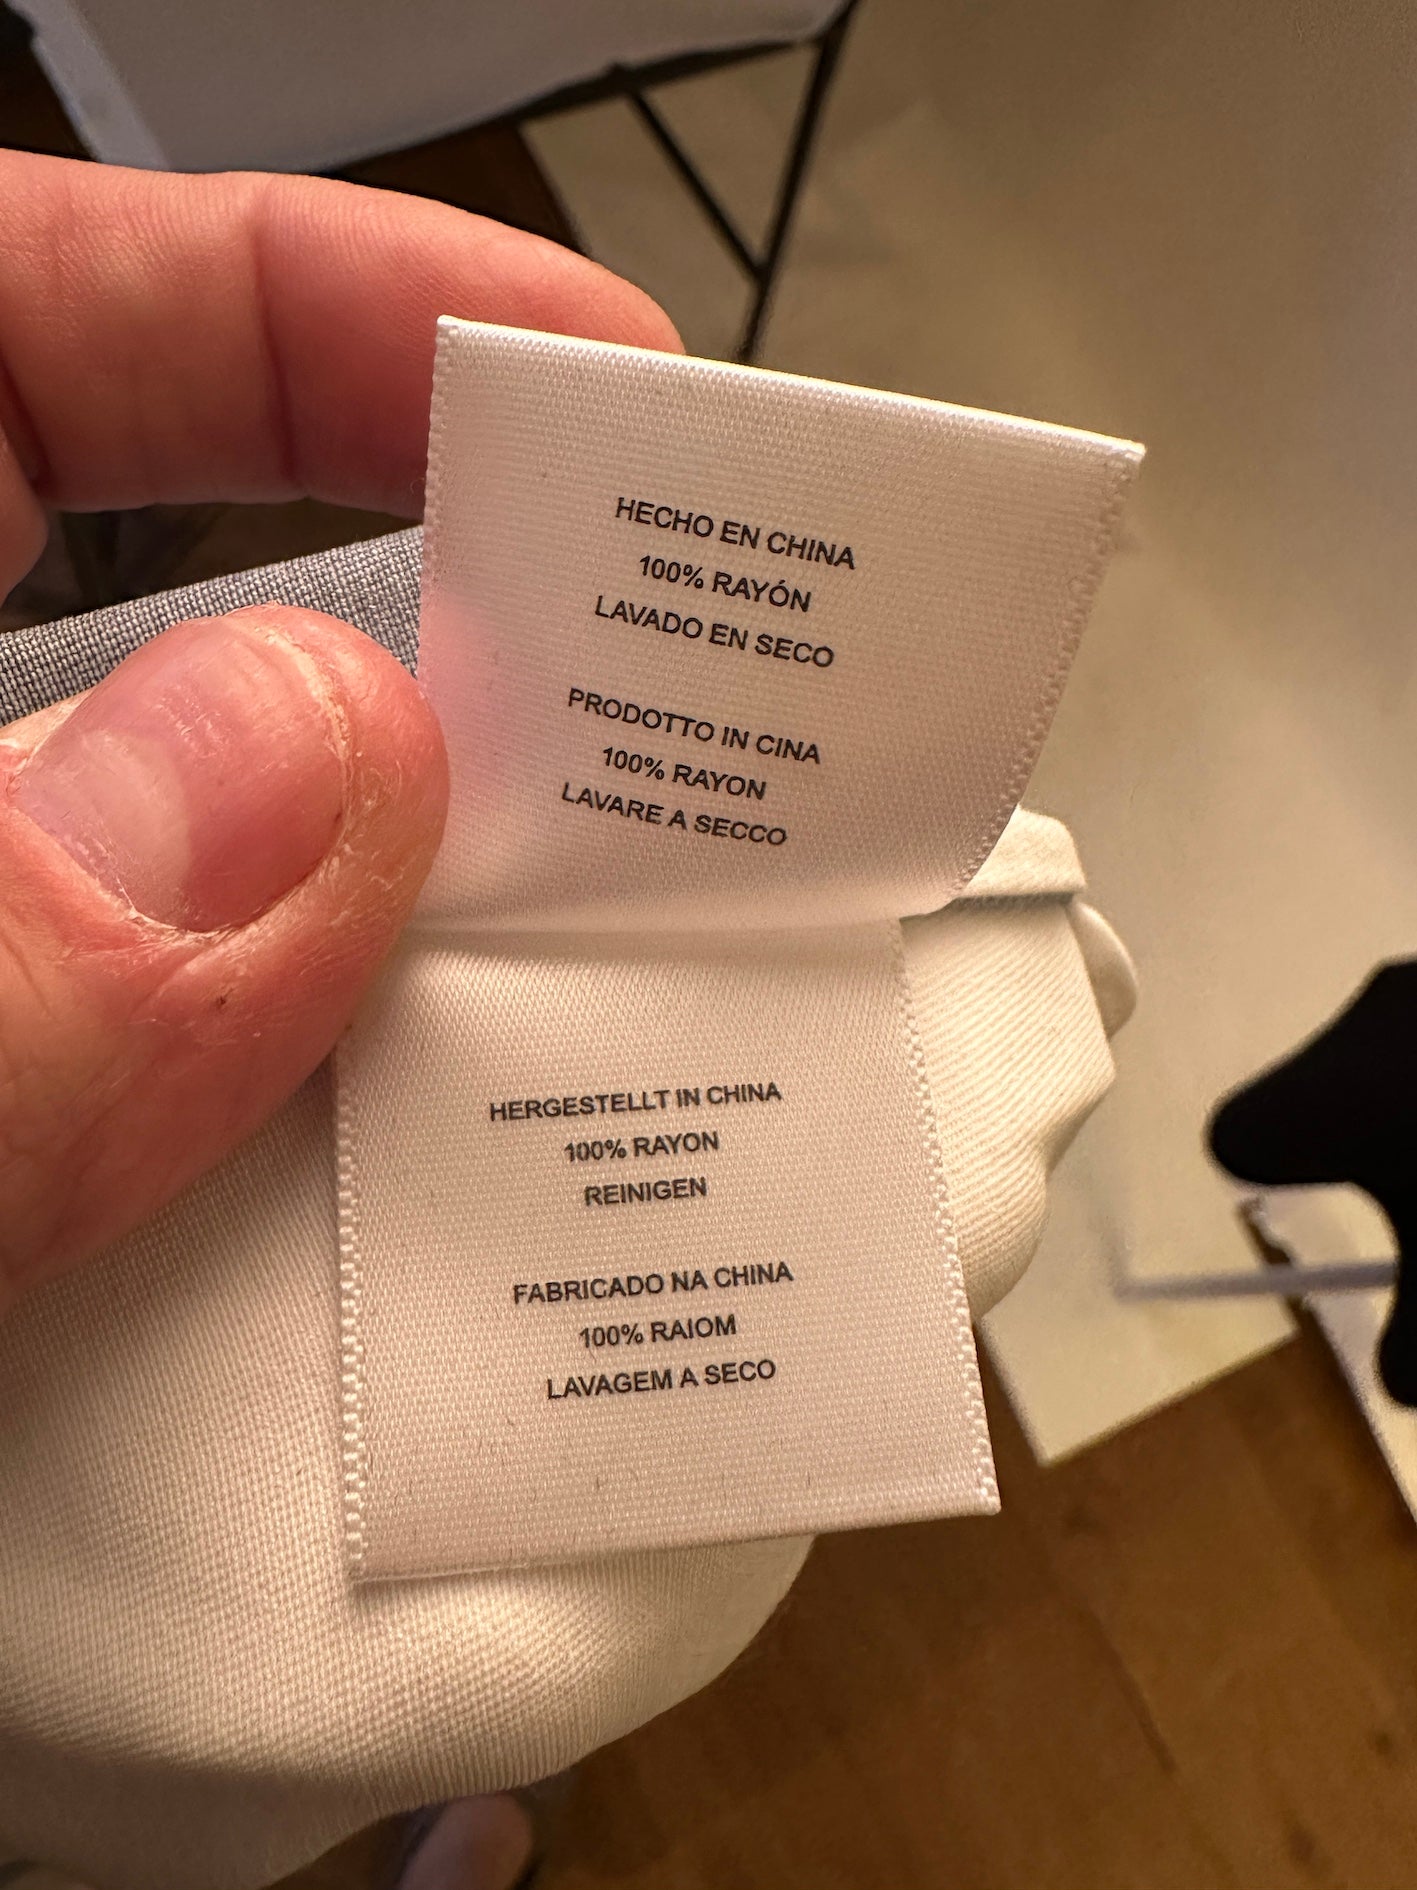 HECHO EN CHINA
100% RAYÓN
LAVADO EN SECO
PRODOTTO IN CINA
100% RAYON
LAVARE A SECCO
HERGESTELLT IN CHINA
100% RAYON
REINIGEN
FABRICADO NA CHINA
100% RAIOM
LAVAGEM A SECO